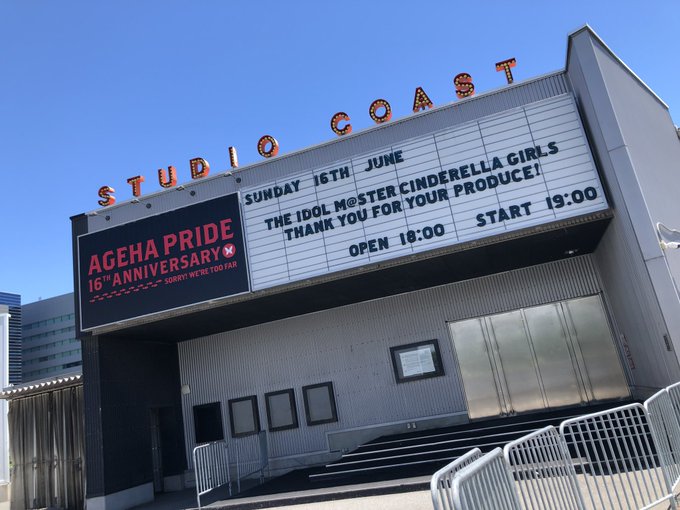 STUDIO COAST
AGEHA PRIDE
16TH ANNIVERSARY
SORRY! WE'RE TOO FAR
SUNDAY 16TH JUNE
THE IDOL M@STER CINDERELLA GIRLS
THANK YOU FOR YOUR PRODUCE!
OPEN 18:00 START 19:00